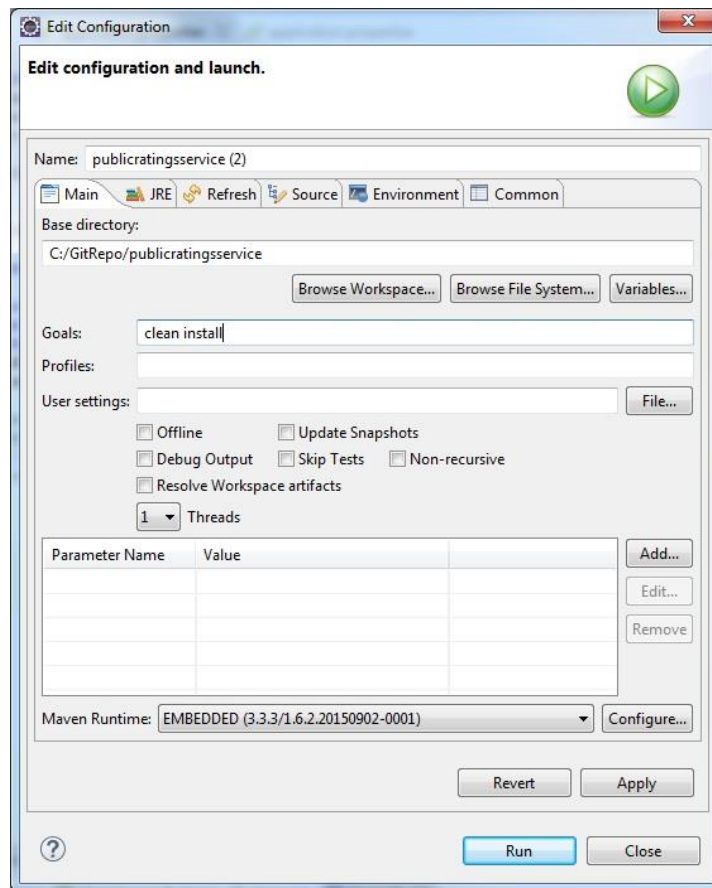 Edit Configuration
Edit configuration and launch.
Name: publicratingsservice (2)
Main JRE Refresh Source Environment Common
Base directory:
C:/GitRepo/publicratingsservice
Browse Workspace... Browse File System... Variables...
Goals: clean install
Profiles:
User settings: File...
Offline Update Snapshots
Debug Output Skip Tests Non-recursive
Resolve Workspace artifacts
1 Threads
Parameter Name Value Add...
Edit...
Remove
Maven Runtime: EMBEDDED (3.3.3/1.6.2.20150902-0001) Configure...
Revert Apply
? Run Close